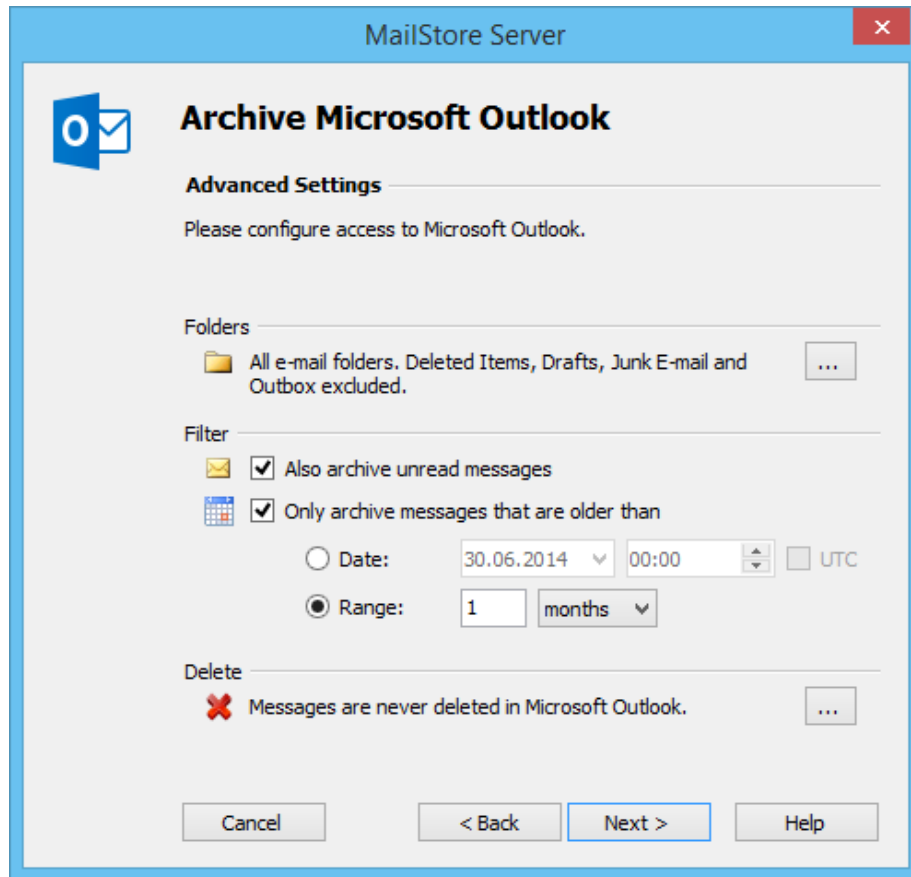 MailStore Server
Archive Microsoft Outlook
Advanced Settings
Please configure access to Microsoft Outlook.
Folders
All e-mail folders. Deleted Items, Drafts, Junk E-mail and
Outbox excluded.
...
Filter
Also archive unread messages
Only archive messages that are older than
Date: 30.06.2014 00:00 UTC
Range: 1 months
Delete
Messages are never deleted in Microsoft Outlook.
...
Cancel < Back Next > Help